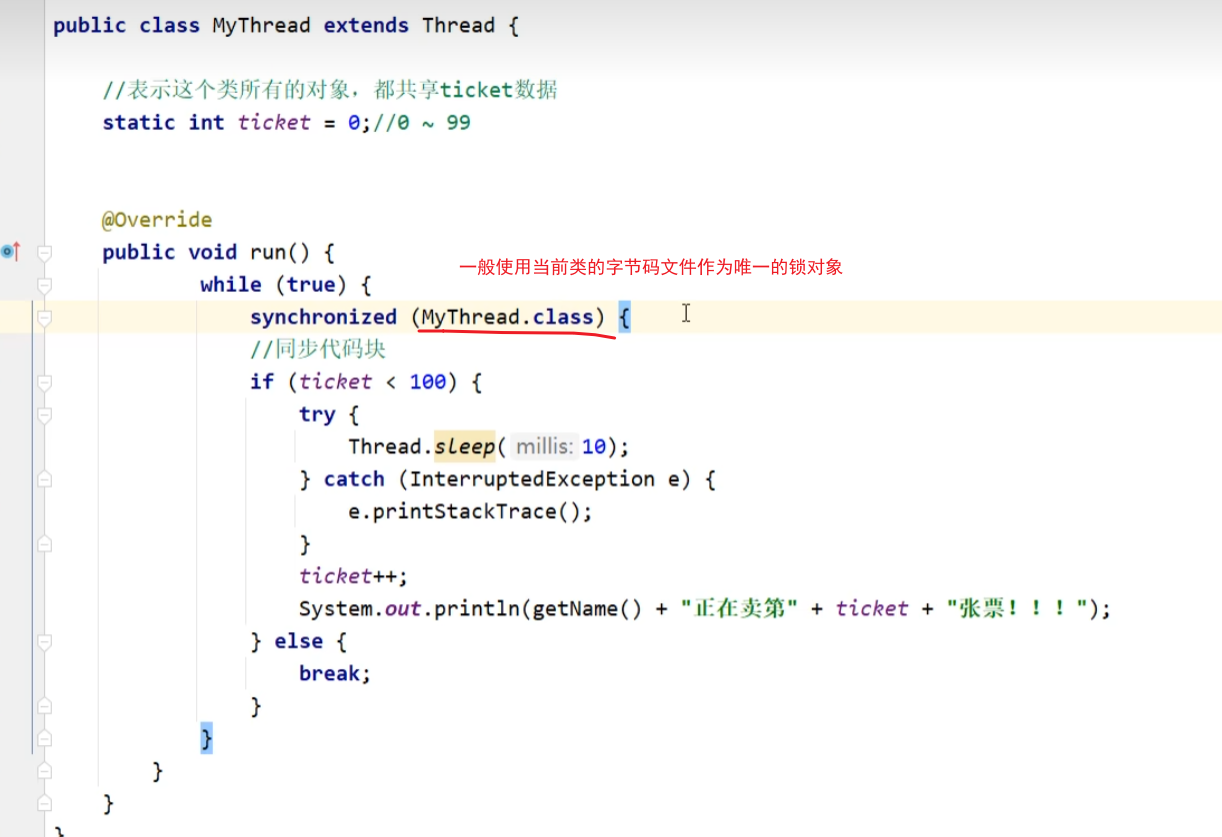 public class MyThread extends Thread {
//表示这个类所有的对象，都共享ticket数据
static int ticket = 0;//0 ~ 99
@Override
public void run() {
一般使用当前类的字节码文件作为唯一的锁对象
while (true) {
synchronized (MyThread.class) {
//同步代码块
if (ticket < 100) {
try {
Thread.sleep( millis: 10);
} catch (InterruptedException e) {
e.printStackTrace();
}
ticket++;
System.out.println(getName() + "正在卖第" + ticket + "张票！！！");
} else {
break;
}
}
}
}
}